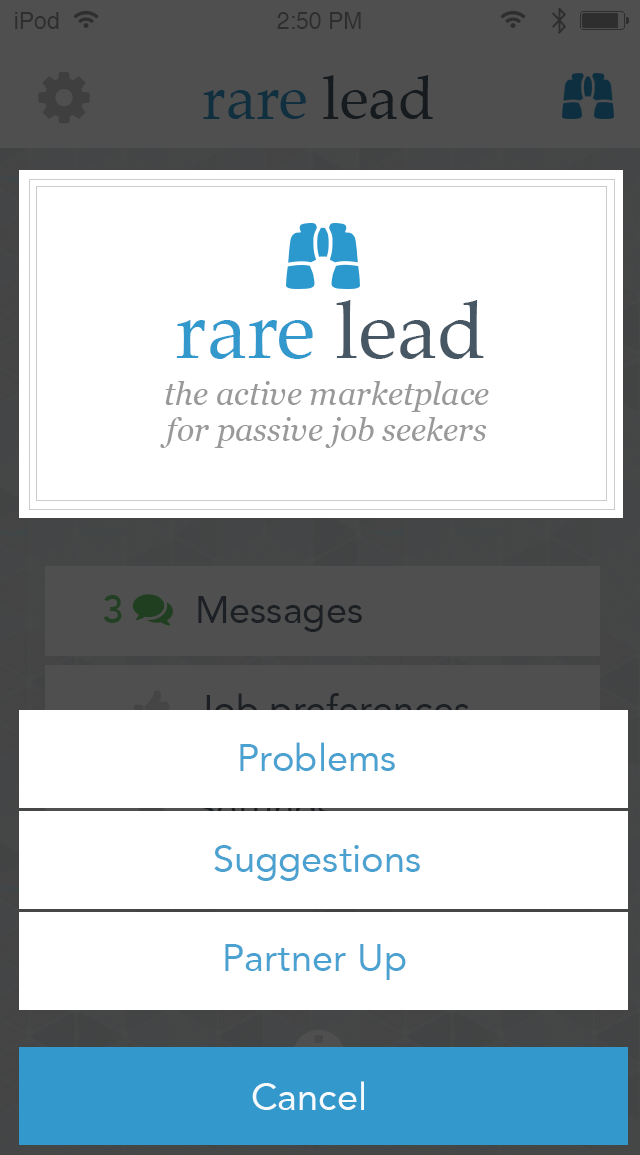 iPod 2:50 PM
rare lead
rare lead
the active marketplace
for passive job seekers
3 Messages
Job preferences
Problems
Suggestions
Partner Up
Cancel